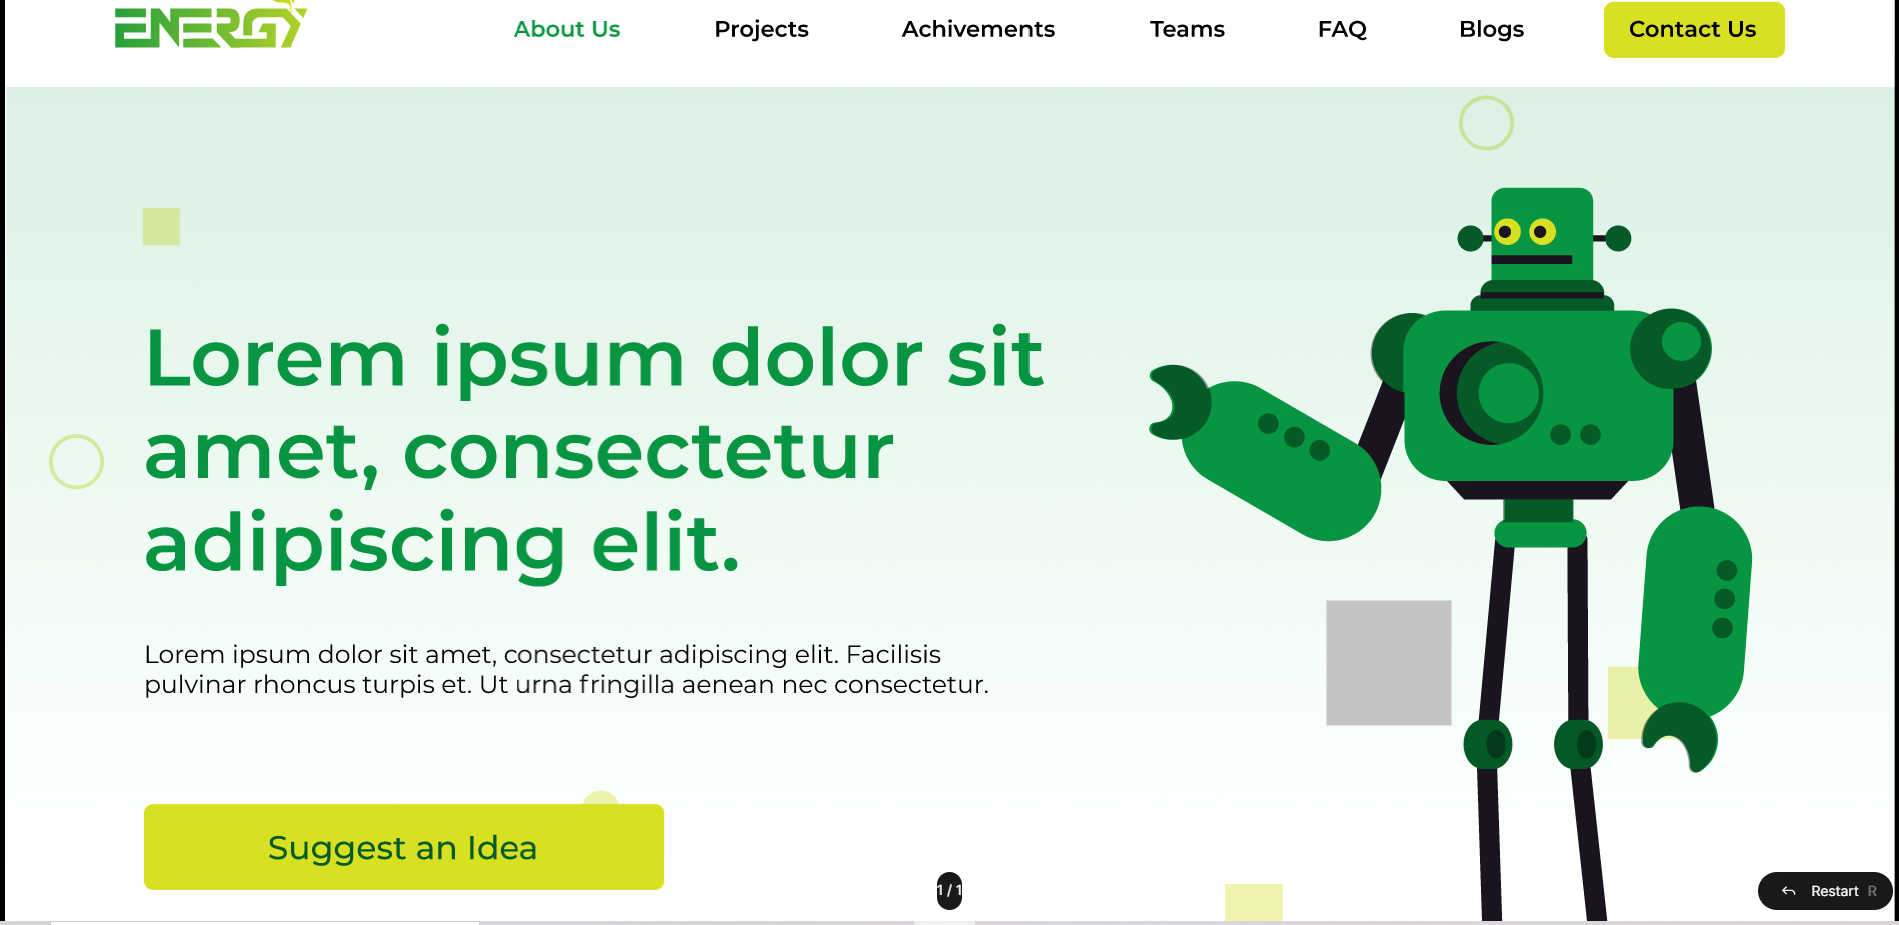 ENERGY
About Us
Projects
Achivements
Teams
FAQ
Blogs
Contact Us
Lorem ipsum dolor sit
amet, consectetur
adipiscing elit.
Lorem ipsum dolor sit amet, consectetur adipiscing elit. Facilisis
pulvinar rhoncus turpis et. Ut urna fringilla aenean nec consectetur.
Suggest an Idea
1 / 1
Restart R